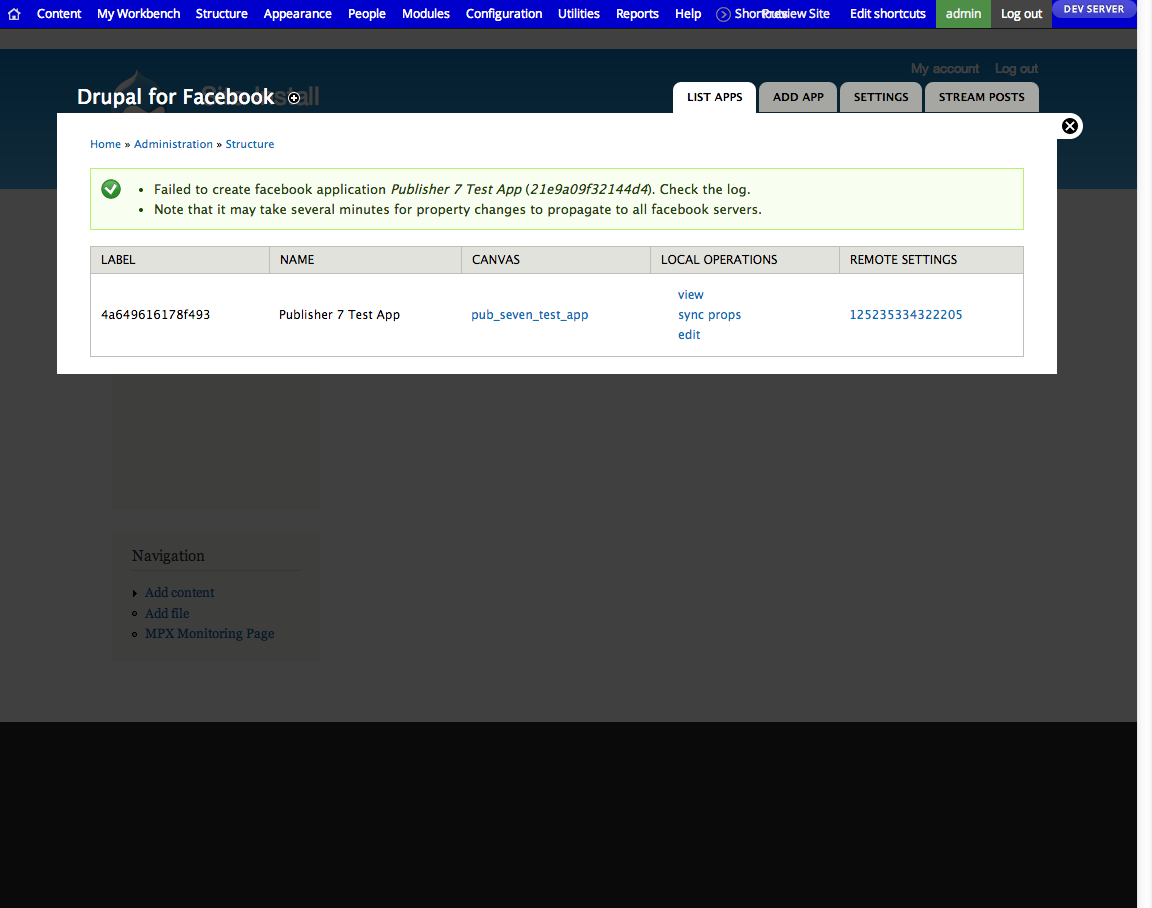 Content My Workbench Structure Appearance People Modules Configuration Utilities Reports Help Shortcuts Preview Site Edit shortcuts admin Log out DEV SERVER
My account Log out
Drupal for Facebook
LIST APPS ADD APP SETTINGS STREAM POSTS
Home » Administration » Structure
• Failed to create facebook application Publisher 7 Test App (21e9a09f32144d4). Check the log.
• Note that it may take several minutes for property changes to propagate to all facebook servers.
LABEL NAME CANVAS LOCAL OPERATIONS REMOTE SETTINGS
view
4a649616178f493 Publisher 7 Test App pub_seven_test_app sync props 125235334322205
edit
Navigation
Add content
Add file
MPX Monitoring Page